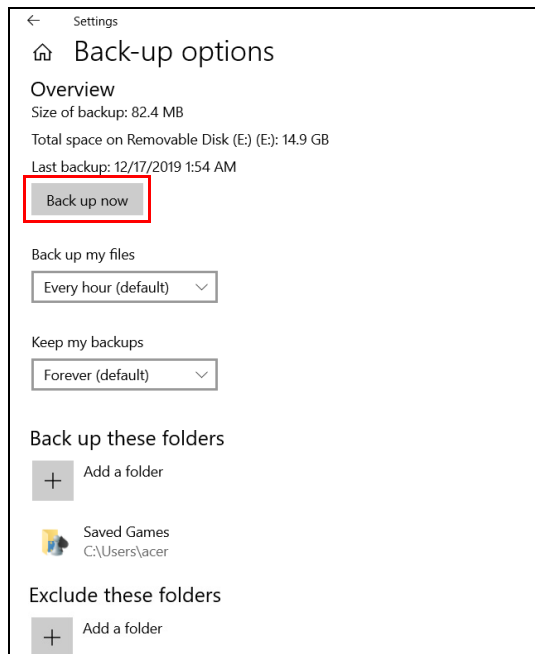 Settings
Back-up options
Overview
Size of backup: 82.4 MB
Total space on Removable Disk (E:) (E:): 14.9 GB
Last backup: 12/17/2019 1:54 AM
Back up now
Back up my files
Every hour (default)
Keep my backups
Forever (default)
Back up these folders
Add a folder
Saved Games
C:\Users\acer
Exclude these folders
Add a folder